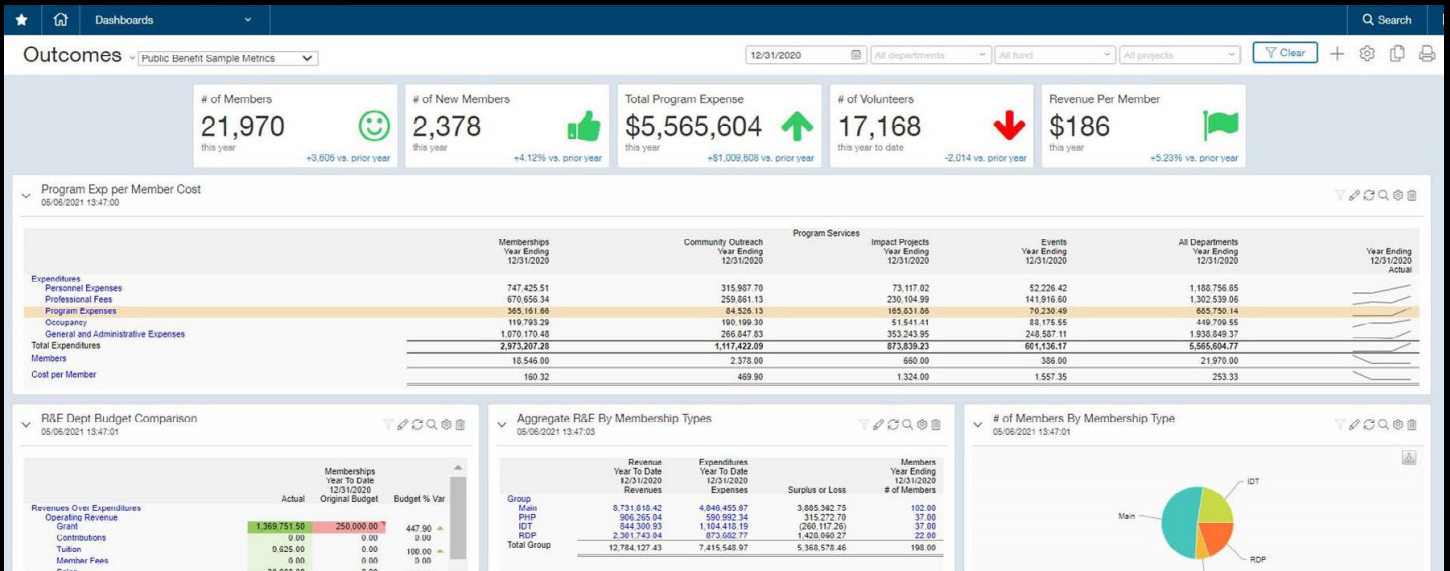 Dashboards
Search
Outcomes
Public Benefit Sample Metrics
12/31/2020
All departments
All fund
All projects
Clear
# of Members
21,970
this year
+3,606 vs. prior year
# of New Members
2,378
this year
+4.12% vs. prior year
Total Program Expense
$5,565,604
this year
+$1,009,608 vs. prior year
# of Volunteers
17,168
this year to date
-2,014 vs. prior year
Revenue Per Member
$186
this year
+5.23% vs. prior year
Program Exp per Member Cost
05/06/2021 13:47:00
Program Services
Memberships Community Outreach Impact Projects Events All Departments
Year Ending Year Ending Year Ending Year Ending Year Ending Year Ending
12/31/2020 12/31/2020 12/31/2020 12/31/2020 12/31/2020 12/31/2020
Actual
Expenditures
Personnel Expenses 747,425.51 315,987.70 73,117.02 52,226.42 1,188,756.65
Professional Fees 670,656.34 259,861.13 230,104.99 141,916.60 1,302,539.06
Program Expenses 365,161.66 84,526.13 165,831.86 70,230.49 685,750.14
Occupancy 119,793.29 190,199.30 51,541.41 88,175.55 449,709.55
General and Administrative Expenses 1,070,170.48 266,847.83 353,243.95 248,587.11 1,938,849.37
Total Expenditures 2,973,207.28 1,117,422.09 873,839.23 601,136.17 5,565,604.77
Members 18,546.00 2,378.00 660.00 386.00 21,970.00
Cost per Member 160.32 469.90 1,324.00 1,557.35 253.33
R&E Dept Budget Comparison
05/06/2021 13:47:01
Memberships
Year To Date
12/31/2020
Actual Original Budget Budget % Var
Revenues Over Expenditures
Operating Revenue
Grant 1,369,751.50 250,000.00 447.90
Contributions 0.00 0.00 0.00
Tuition 9,625.00 0.00 100.00
Member Fees 0.00 0.00 0.00
Aggregate R&E By Membership Types
05/06/2021 13:47:03
Revenue Expenditures Members
Year To Date Year To Date Year Ending
12/31/2020 12/31/2020 12/31/2020
Revenues Expenses Surplus or Loss # of Members
Group
Main 8,731,818.42 4,846,455.67 3,885,362.75 102.00
PHP 906,265.04 590,992.34 315,272.70 37.00
IDT 844,300.93 1,104,418.19 (260,117.26) 37.00
RDP 2,301,743.04 873,682.77 1,428,060.27 22.00
Total Group 12,784,127.43 7,415,548.97 5,368,578.46 198.00
# of Members By Membership Type
05/06/2021 13:47:01
IDT
Main
RDP